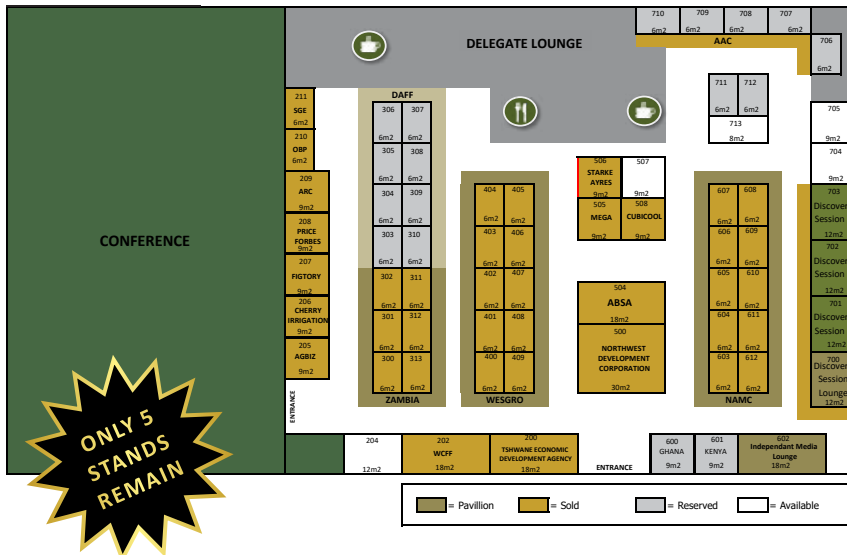 710
709
708
707
6m2
6m2
6m2
6m2
DELEGATE LOUNGE
AAC
706
6m2
711
712
6m2
6m2
713
8m2
705
9m2
704
9m2
211
SGE
6m2
210
OBP
6m2
209
ARC
9m2
208
PRICE
FORBES
9m2
207
FIGTORY
9m2
206
CHERRY
IRRIGATION
9m2
205
AGBIZ
9m2
CONFERENCE
DAFF
306
307
6m2
6m2
305
308
6m2
6m2
304
309
6m2
6m2
303
310
6m2
6m2
302
311
6m2
6m2
301
312
6m2
6m2
300
313
6m2
6m2
ZAMBIA
404
405
6m2
6m2
403
406
6m2
6m2
402
407
6m2
6m2
401
408
6m2
6m2
400
409
6m2
6m2
WESGRO
506
STARKE
AYRES
9m2
507
9m2
505
MEGA
9m2
508
CUBICOOL
9m2
504
ABSA
18m2
500
NORTHWEST
DEVELOPMENT
CORPORATION
30m2
607
608
6m2
6m2
606
609
6m2
6m2
605
610
6m2
6m2
604
611
6m2
6m2
603
612
6m2
6m2
NAMC
703
Discover
Session
12m2
702
Discover
Session
12m2
701
Discover
Session
12m2
700
Discover
Session
Lounge
12m2
ONLY 5
STANDS
REMAIN
ENTRANCE
204
12m2
202
WCFF
18m2
200
TSHWANE ECONOMIC
DEVELOPMENT AGENCY
18m2
ENTRANCE
600
GHANA
9m2
601
KENYA
9m2
602
Independant Media
Lounge
18m2
= Pavillion
= Sold
= Reserved
= Available